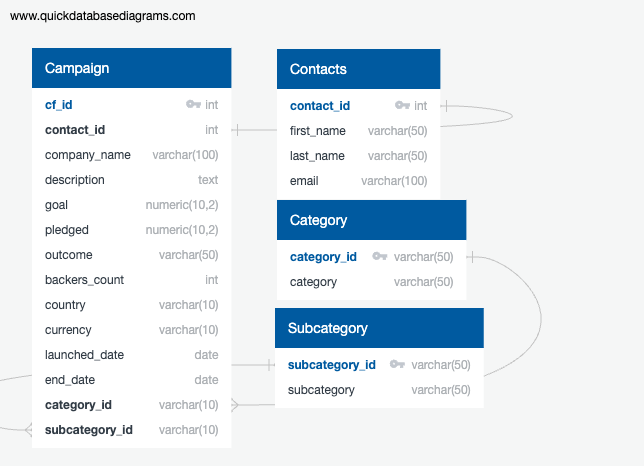 www.quickdatabasediagrams.com
Campaign
cf_id int
contact_id int
company_name varchar(100)
description text
goal numeric(10,2)
pledged numeric(10,2)
outcome varchar(50)
backers_count int
country varchar(10)
currency varchar(10)
launched_date date
end_date date
category_id varchar(10)
subcategory_id varchar(10)
Contacts
contact_id int
first_name varchar(50)
last_name varchar(50)
email varchar(100)
Category
category_id varchar(50)
category varchar(50)
Subcategory
subcategory_id varchar(50)
subcategory varchar(50)